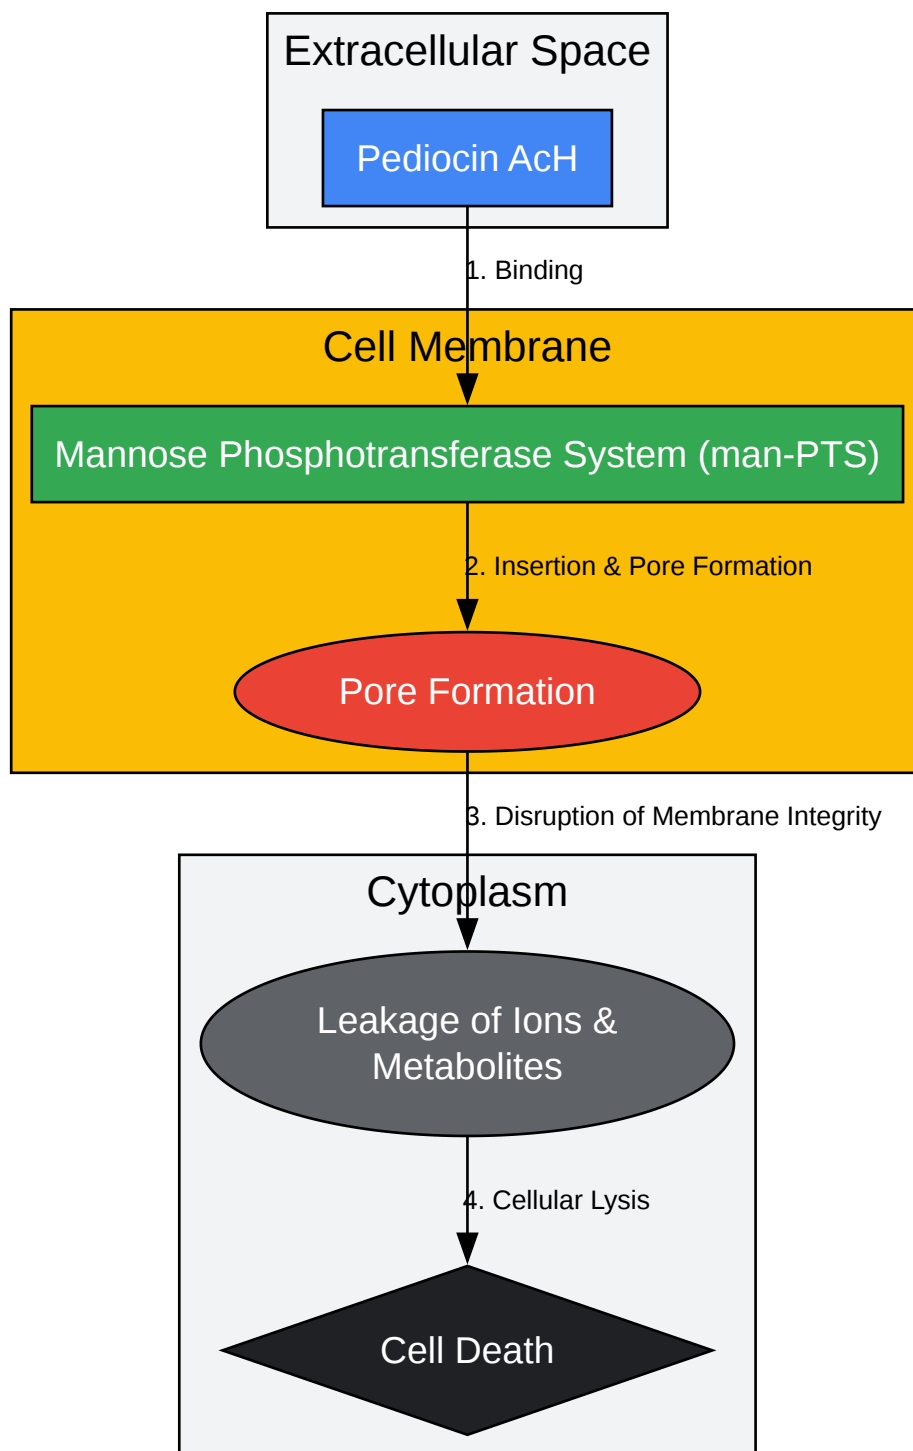 Extracellular Space
Pediocin AcH
1. Binding
Cell Membrane
Mannose Phosphotransferase System (man-PTS)
2. Insertion & Pore Formation
Pore Formation
3. Disruption of Membrane Integrity
Cytoplasm
Leakage of Ions &
Metabolites
4. Cellular Lysis
Cell Death